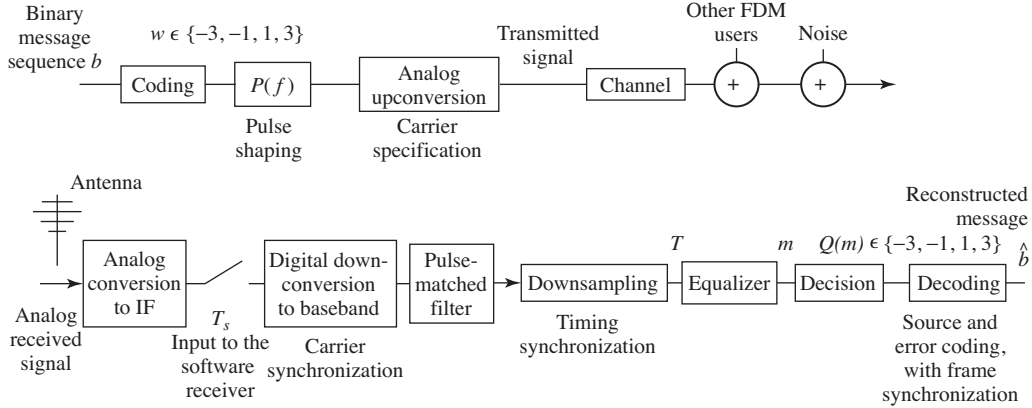 Binary
message
sequence b
w ϵ {−3, −1, 1, 3}
Coding
P(f)
Pulse
shaping
Analog
upconversion
Carrier
specification
Transmitted
signal
Channel
Other FDM
users
+
Noise
+
Antenna
Analog
received
signal
Analog
conversion
to IF
T_s
Input to the
software
receiver
Digital down-
conversion
to baseband
Carrier
synchronization
Pulse-
matched
filter
Downsampling
Timing
synchronization
T
Equalizer
m
Q(m) ϵ {−3, −1, 1, 3}
Decision
Decoding
Source and
error coding,
with frame
synchronization
Reconstructed
message
b̂